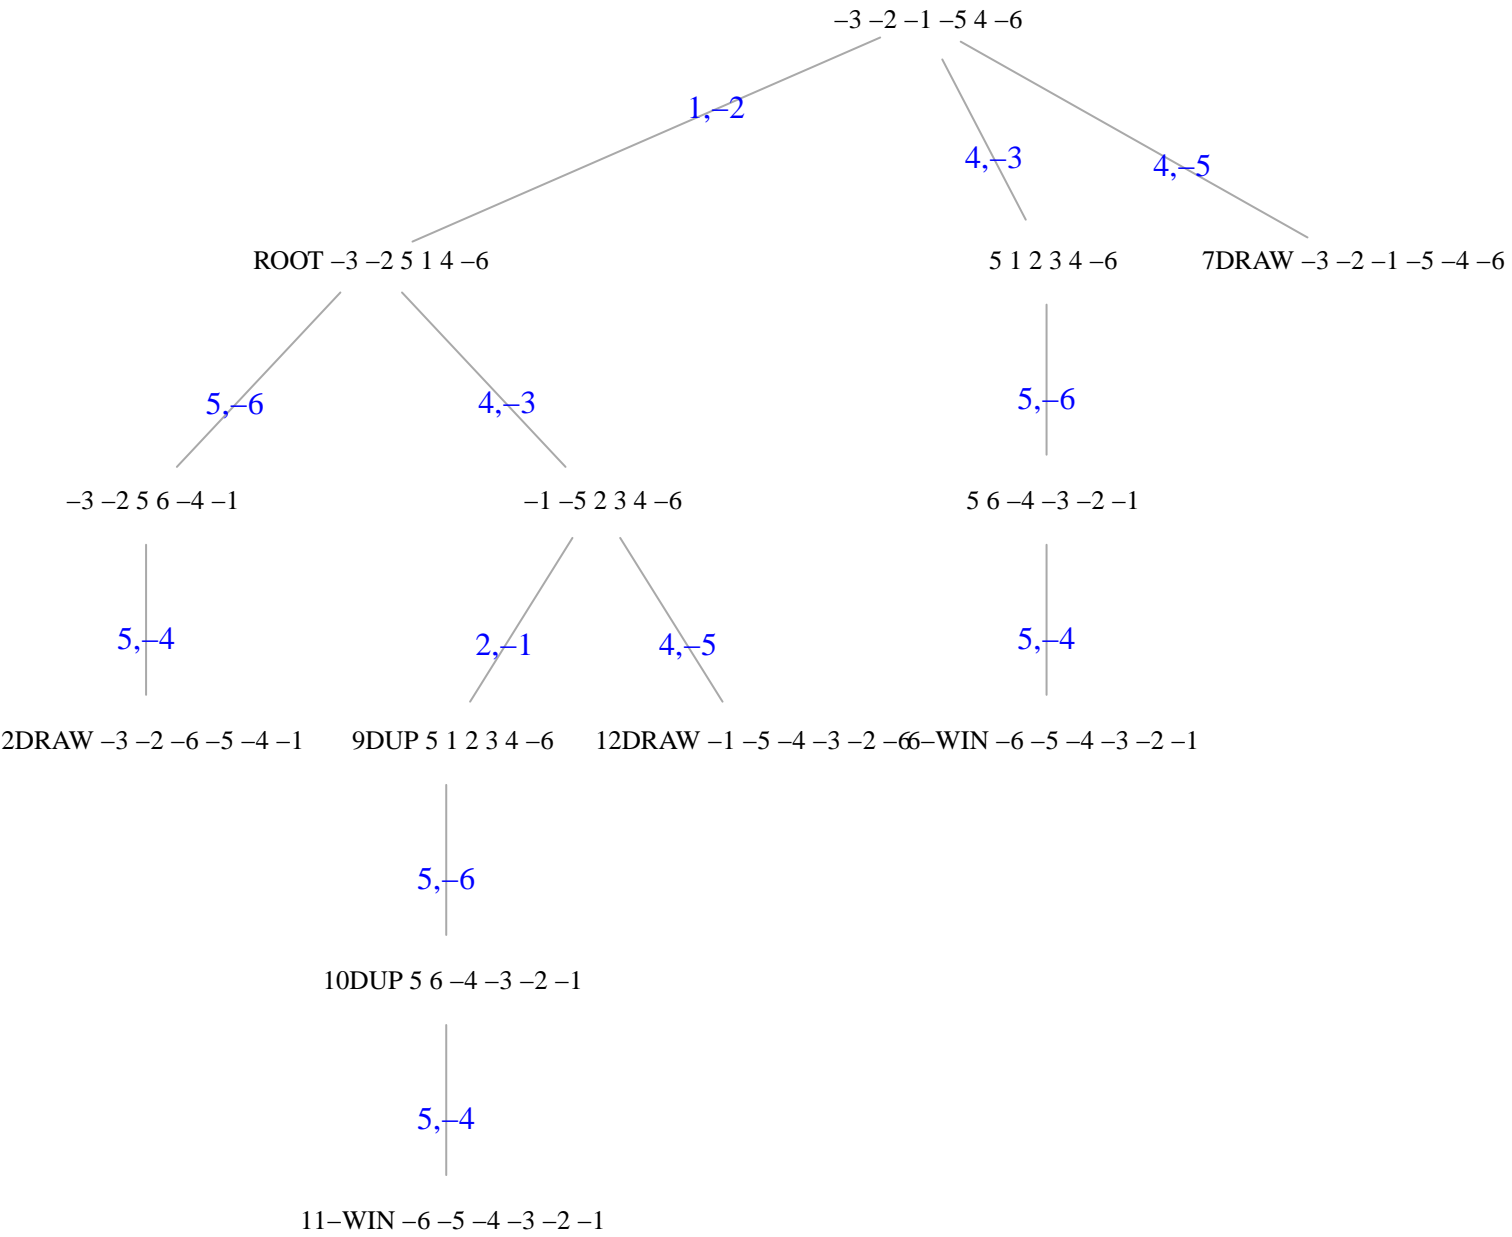 –3 –2 –1 –5 4 –6
1,–2
4,–3
4,–5
ROOT –3 –2 5 1 4 –6
5 1 2 3 4 –6
7DRAW –3 –2 –1 –5 –4 –6
5,–6
4,–3
5,–6
–3 –2 5 6 –4 –1
–1 –5 2 3 4 –6
5 6 –4 –3 –2 –1
5,–4
2,–1
4,–5
5,–4
2DRAW –3 –2 –6 –5 –4 –1
9DUP 5 1 2 3 4 –6
12DRAW –1 –5 –4 –3 –2 –6
6–WIN –6 –5 –4 –3 –2 –1
5,–6
10DUP 5 6 –4 –3 –2 –1
5,–4
11–WIN –6 –5 –4 –3 –2 –1